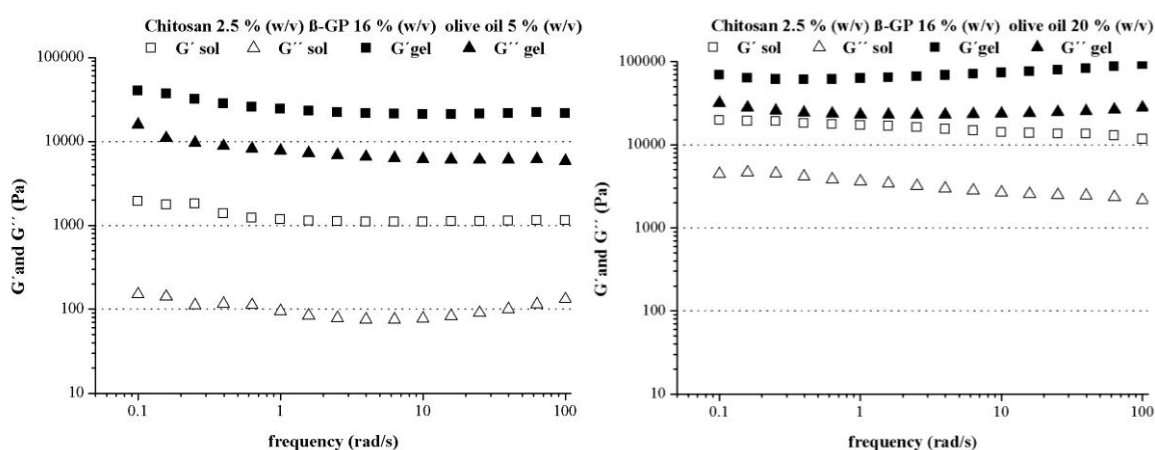 Chitosan 2.5 % (w/v) ß-GP 16 % (w/v) olive oil 5 % (w/v)
G´ sol G´´ sol G´gel G´´ gel
100000
10000
1000
100
10
0.1 1 10 100
frequency (rad/s)
G´and G´´ (Pa)
Chitosan 2.5 % (w/v) ß-GP 16 % (w/v) olive oil 20 % (w/v)
G´ sol G´´ sol G´gel G´´ gel
100000
10000
1000
100
10
0.1 1 10 100
frequency (rad/s)
G´and G´´ (Pa)